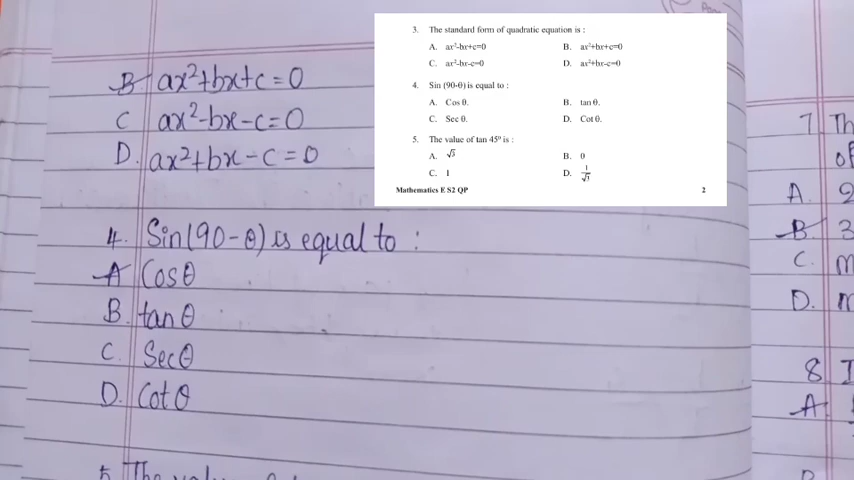 B. ax²+bx+c=0
C ax²-bx-c=0
D. ax²+bx-c=0
4. Sin(90-θ) is equal to :
A Cosθ
B. tanθ
C. Secθ
D. Cotθ
5. The
3. The standard form of quadratic equation is :
A. ax²-bx+c=0 B. ax²+bx+c=0
C. ax²-bx-c=0 D. ax²+bx-c=0
4. Sin (90-θ) is equal to :
A. Cos θ. B. tan θ.
C. Sec θ. D. Cot θ.
5. The value of tan 45⁰ is :
A. √3 B. 0
C. 1 D. 1/√3
Mathematics E S2 QP 2
7 Th
of
A. 2
B 3
C. m
D.
8 I
A